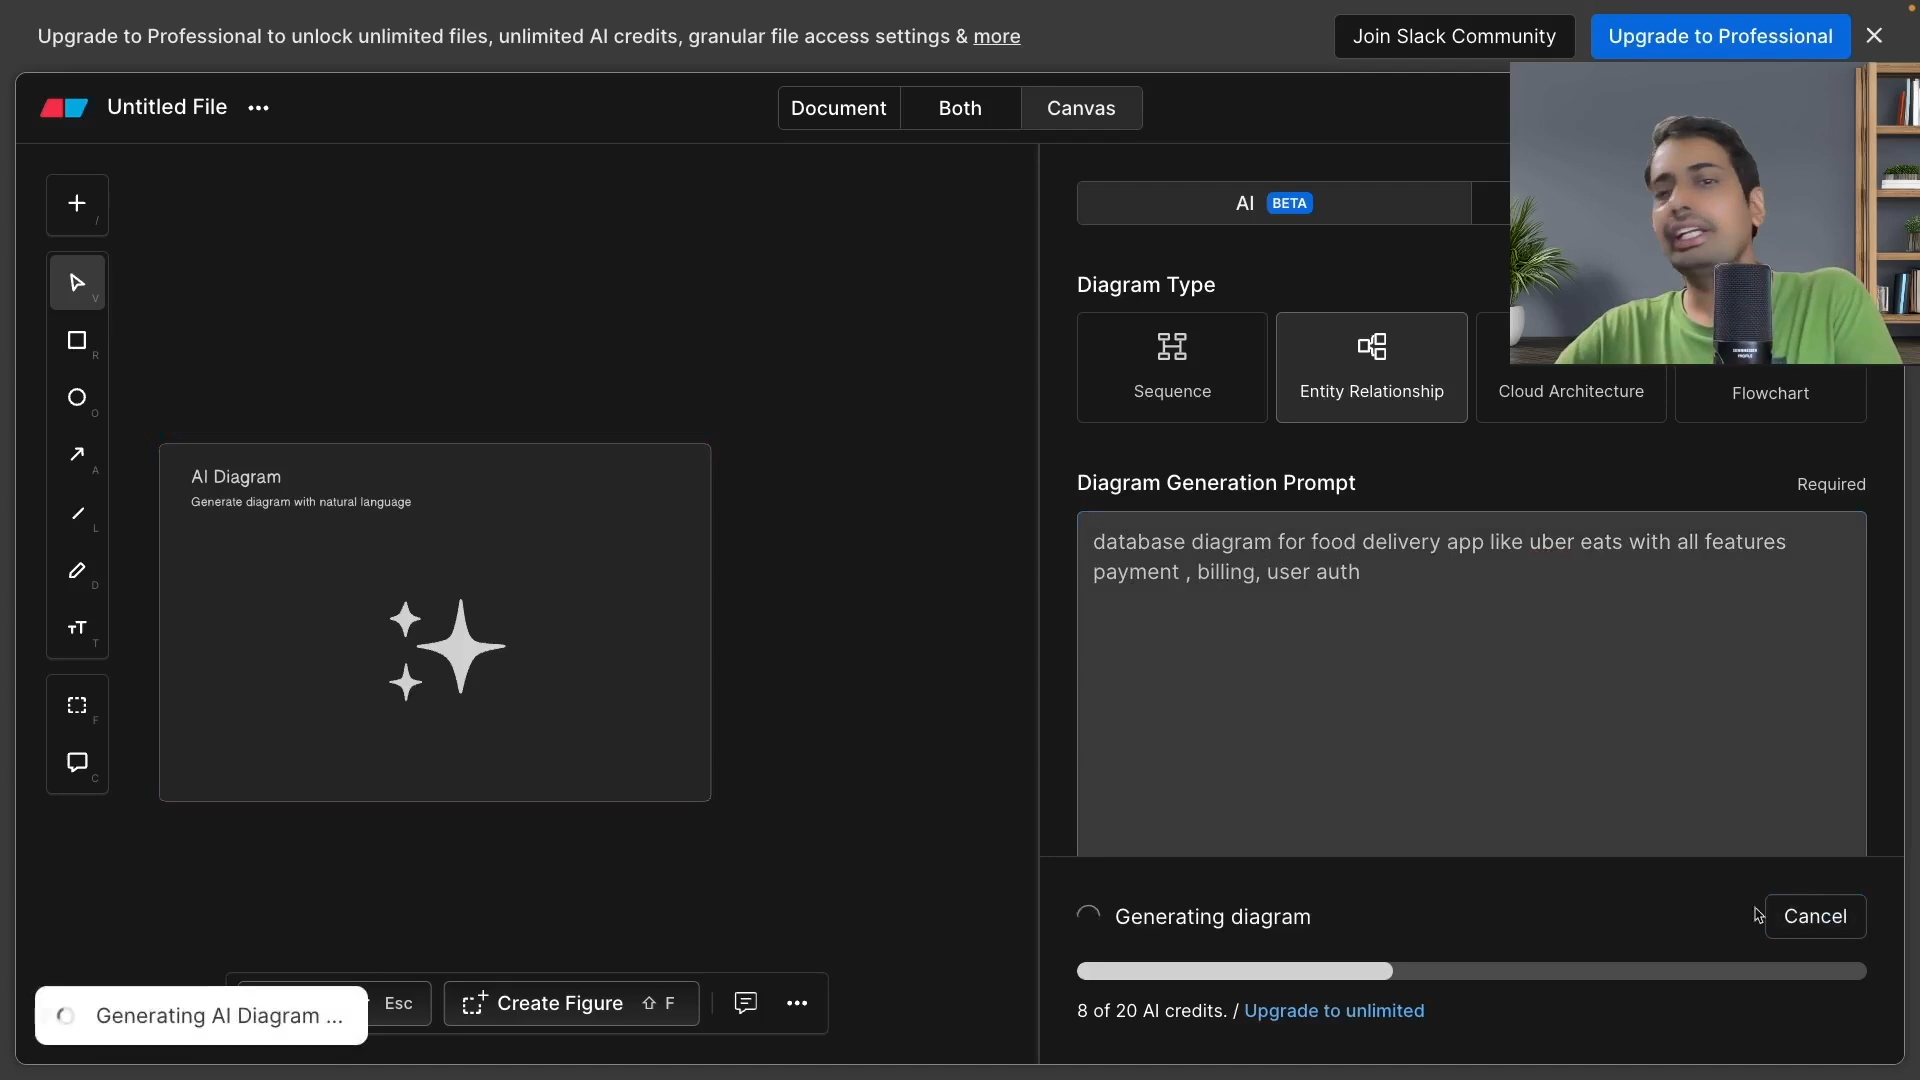 Upgrade to Professional to unlock unlimited files, unlimited AI credits, granular file access settings & more
Join Slack Community
Upgrade to Professional
Untitled File
Document
Both
Canvas
AI BETA
/
V
R
O
A
L
D
T
F
C
Diagram Type
Sequence
Entity Relationship
Cloud Architecture
Flowchart
AI Diagram
Generate diagram with natural language
Diagram Generation Prompt
Required
database diagram for food delivery app like uber eats with all features
payment , billing, user auth
Generating diagram
Cancel
8 of 20 AI credits. / Upgrade to unlimited
Esc
Create Figure ⇧ F
Generating AI Diagram ...